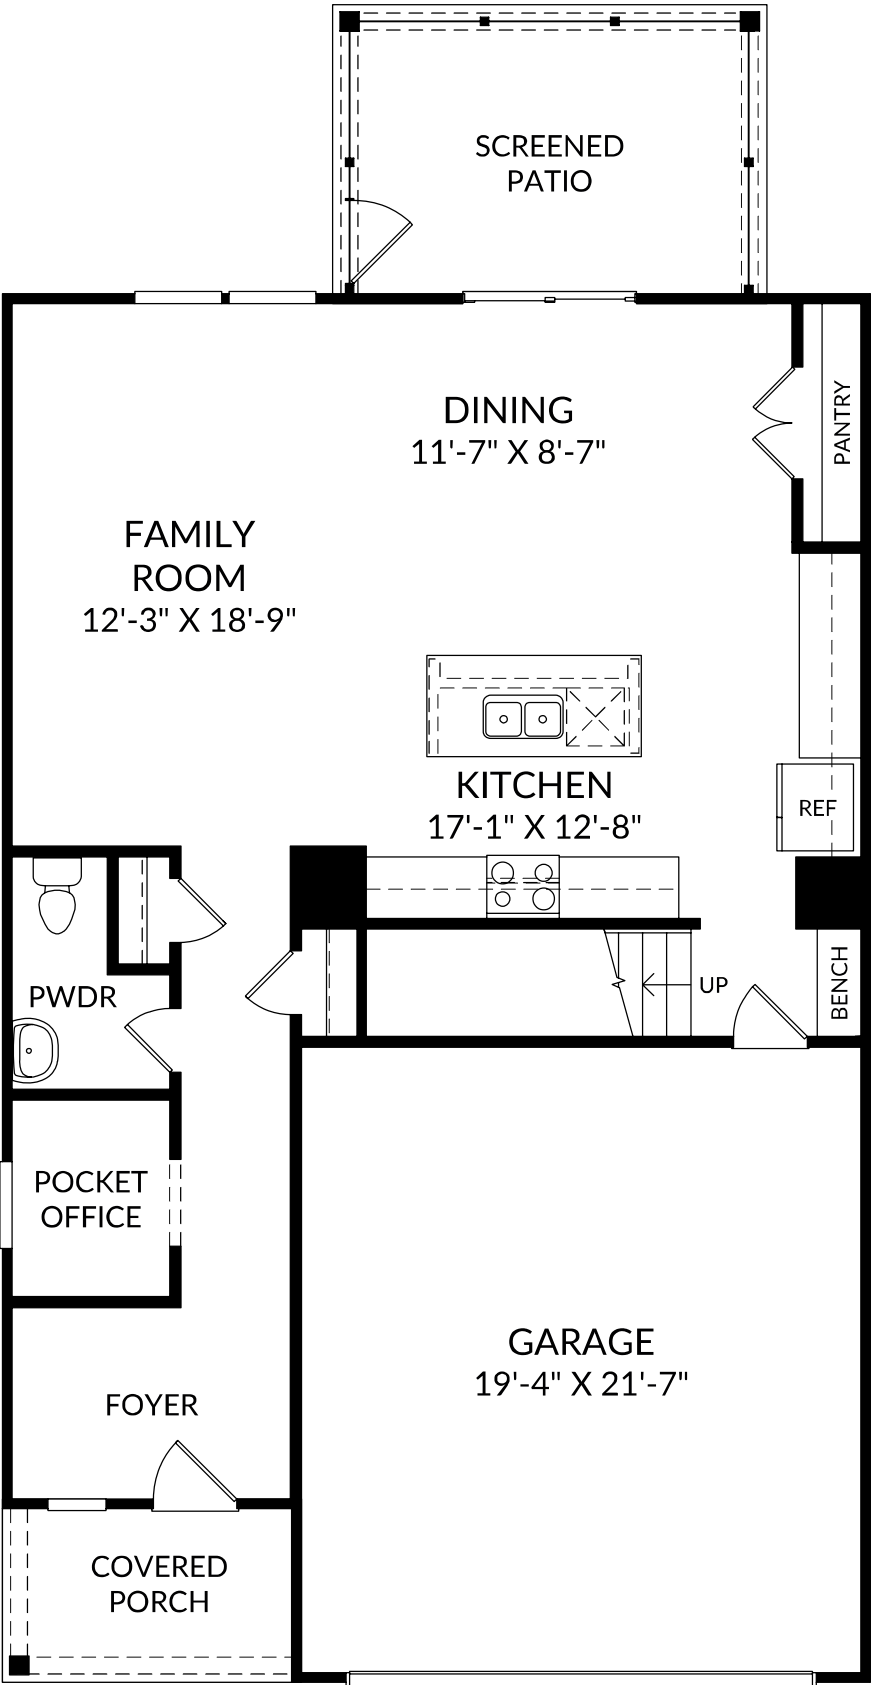 SCREENED
PATIO
DINING
11'-7" X 8'-7"
PANTRY
FAMILY
ROOM
12'-3" X 18'-9"
KITCHEN
17'-1" X 12'-8"
REF
PWDR
UP
BENCH
POCKET
OFFICE
GARAGE
19'-4" X 21'-7"
FOYER
COVERED
PORCH